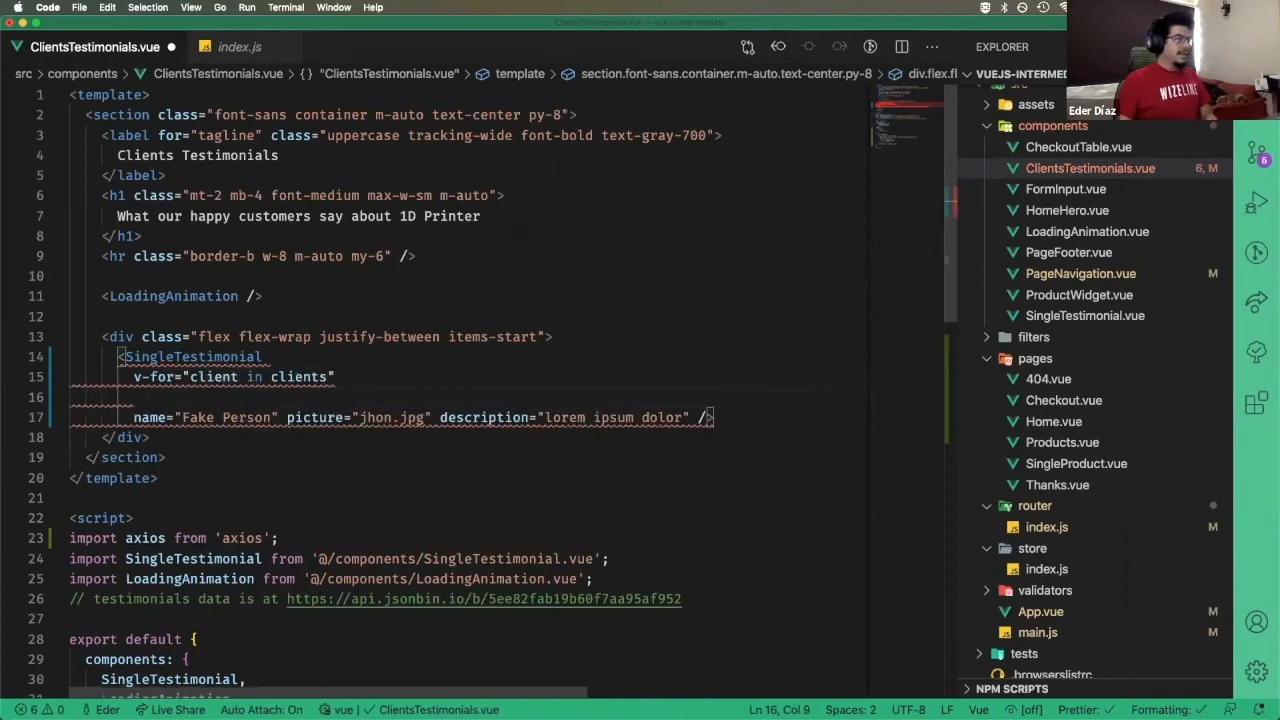 Code File Edit Selection View Go Run Terminal Window Help
ClientsTestimonials.vue — vuejs-intermediate
ClientsTestimonials.vue ● index.js
EXPLORER
src > components > ClientsTestimonials.vue > {} "ClientsTestimonials.vue" > template > section.font-sans.container.m-auto.text-center.py-8 > div.flex.fl
1 <template>
2 <section class="font-sans container m-auto text-center py-8">
3 <label for="tagline" class="uppercase tracking-wide font-bold text-gray-700">
4 Clients Testimonials
5 </label>
6 <h1 class="mt-2 mb-4 font-medium max-w-sm m-auto">
7 What our happy customers say about 1D Printer
8 </h1>
9 <hr class="border-b w-8 m-auto my-6" />
10
11 <LoadingAnimation />
12
13 <div class="flex flex-wrap justify-between items-start">
14 <SingleTestimonial
15 v-for="client in clients"
16
17 name="Fake Person" picture="jhon.jpg" description="lorem ipsum dolor" />
18 </div>
19 </section>
20 </template>
21
22 <script>
23 import axios from 'axios';
24 import SingleTestimonial from '@/components/SingleTestimonial.vue';
25 import LoadingAnimation from '@/components/LoadingAnimation.vue';
26 // testimonials data is at https://api.jsonbin.io/b/5ee82fab19b60f7aa95af952
27
28 export default {
29 components: {
30 SingleTestimonial,
WIZELINE
Eder Díaz
VUEJS-INTERMED
src
assets
components
CheckoutTable.vue
ClientsTestimonials.vue 6, M
FormInput.vue
HomeHero.vue
LoadingAnimation.vue
PageFooter.vue
PageNavigation.vue M
ProductWidget.vue
SingleTestimonial.vue
filters
pages
404.vue
Checkout.vue
Home.vue
Products.vue
SingleProduct.vue
Thanks.vue
router
index.js M
store
index.js M
validators
App.vue M
main.js M
tests
.browserslistrc
NPM SCRIPTS
6
6 0 Eder Live Share Auto Attach: On vue | ✓ ClientsTestimonials.vue Ln 16, Col 9 Spaces: 2 UTF-8 LF Vue [off] Prettier: ✓ Formatting: ✓